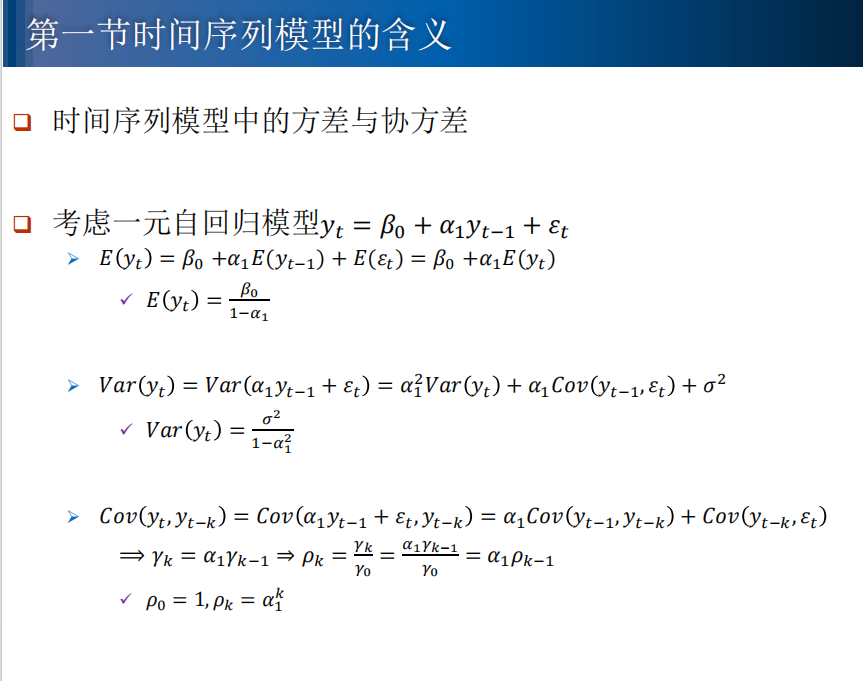 第一节时间序列模型的含义
时间序列模型中的方差与协方差
考虑一元自回归模型$y_t = \beta_0 + \alpha_1 y_{t-1} + \varepsilon_t$
$E(y_t) = \beta_0 + \alpha_1 E(y_{t-1}) + E(\varepsilon_t) = \beta_0 + \alpha_1 E(y_t)$
$E(y_t) = \frac{\beta_0}{1-\alpha_1}$
$Var(y_t) = Var(\alpha_1 y_{t-1} + \varepsilon_t) = \alpha_1^2 Var(y_t) + \alpha_1 Cov(y_{t-1}, \varepsilon_t) + \sigma^2$
$Var(y_t) = \frac{\sigma^2}{1-\alpha_1^2}$
$Cov(y_t, y_{t-k}) = Cov(\alpha_1 y_{t-1} + \varepsilon_t, y_{t-k}) = \alpha_1 Cov(y_{t-1}, y_{t-k}) + Cov(y_{t-k}, \varepsilon_t)$
$\Longrightarrow \gamma_k = \alpha_1 \gamma_{k-1} \Rightarrow \rho_k = \frac{\gamma_k}{\gamma_0} = \frac{\alpha_1 \gamma_{k-1}}{\gamma_0} = \alpha_1 \rho_{k-1}$
$\rho_0 = 1, \rho_k = \alpha_1^k$